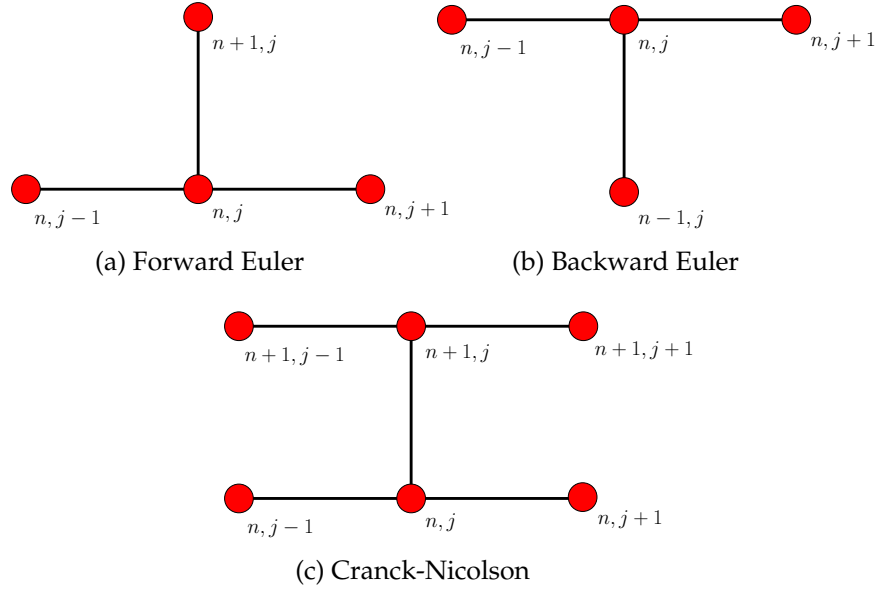 n + 1, j
n, j − 1
n, j
n, j + 1
(a) Forward Euler
n, j − 1
n, j
n, j + 1
n − 1, j
(b) Backward Euler
n + 1, j − 1
n + 1, j
n + 1, j + 1
n, j − 1
n, j
n, j + 1
(c) Cranck-Nicolson